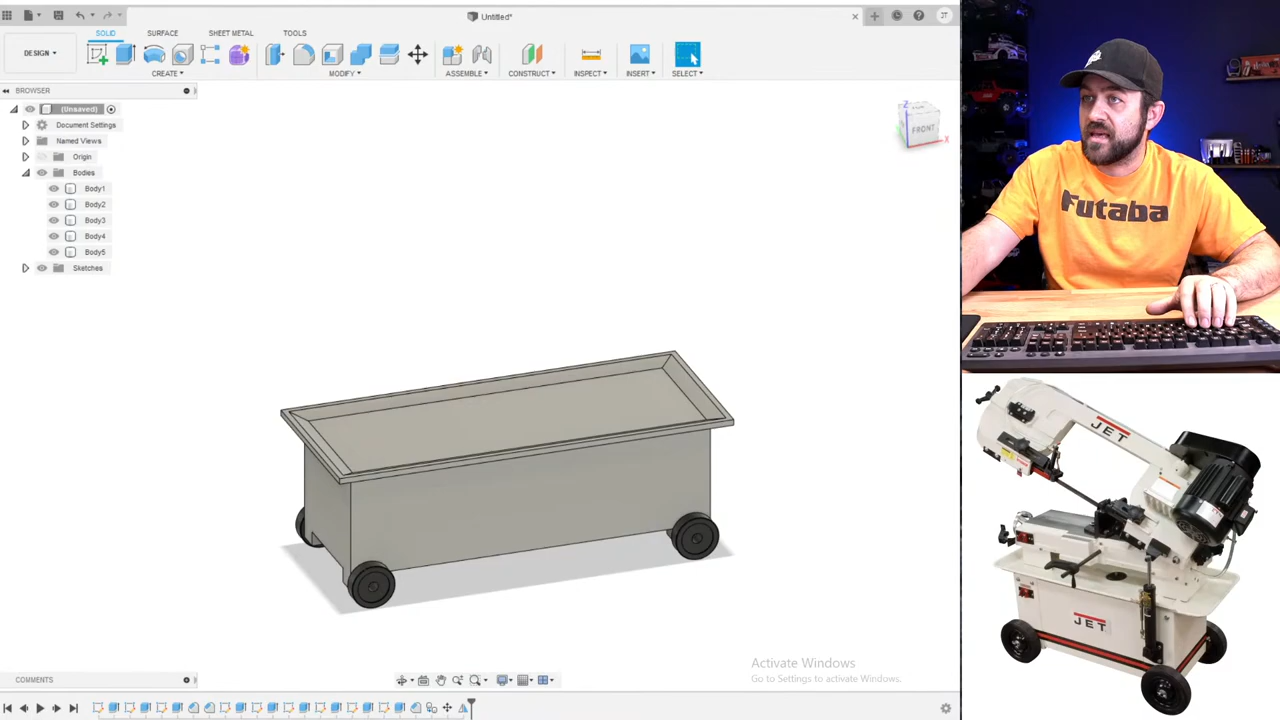 Untitled*
JT
DESIGN
SOLID
SURFACE
SHEET METAL
TOOLS
CREATE
MODIFY
ASSEMBLE
CONSTRUCT
INSPECT
INSERT
SELECT
BROWSER
(Unsaved)
Document Settings
Named Views
Origin
Bodies
Body1
Body2
Body3
Body4
Body5
Sketches
Z
FRONT
X
Futaba
JET
JET
Activate Windows
Go to Settings to activate Windows.
COMMENTS